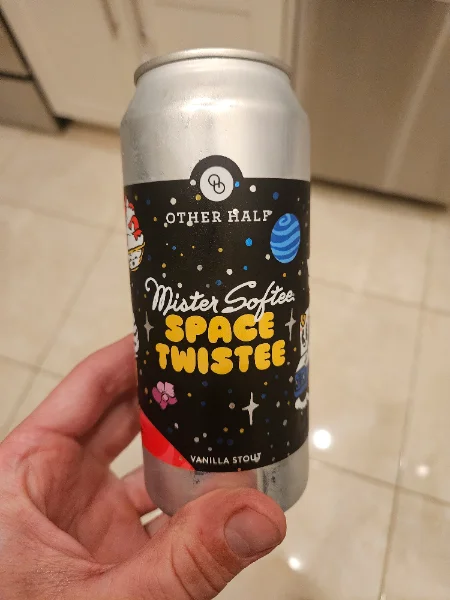 OTHER HALF
Mister Softee
SPACE
TWISTEE
VANILLA STOUT